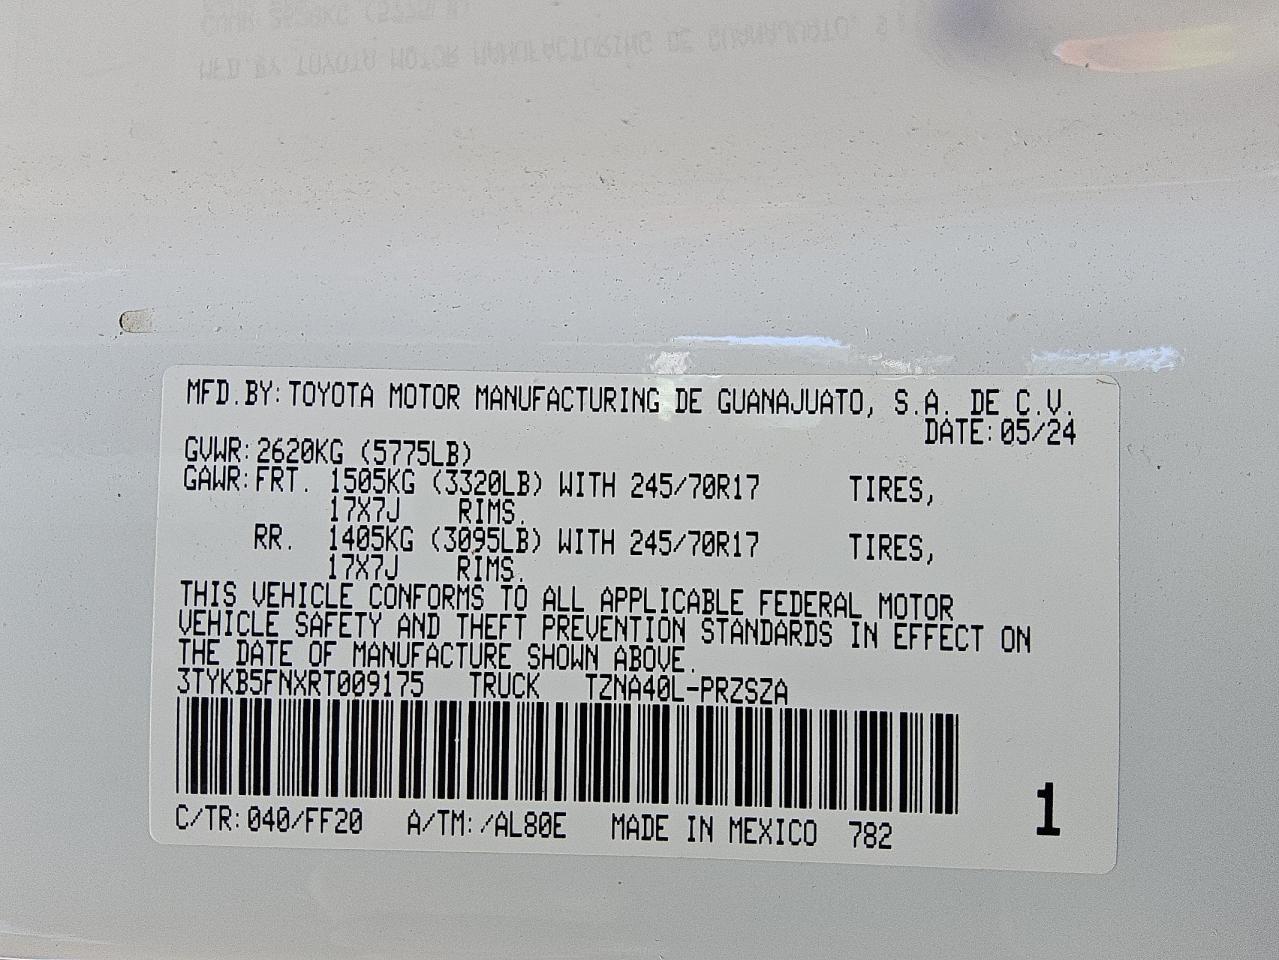 MFD.BY: TOYOTA MOTOR MANUFACTURING DE GUANAJUATO, S.A. DE C.V.
DATE: 05/24
GVWR: 2620KG (5775LB)
GAWR: FRT. 1505KG (3320LB) WITH 245/70R17 TIRES,
17X7J RIMS.
RR. 1405KG (3095LB) WITH 245/70R17 TIRES,
17X7J RIMS.
THIS VEHICLE CONFORMS TO ALL APPLICABLE FEDERAL MOTOR
VEHICLE SAFETY AND THEFT PREVENTION STANDARDS IN EFFECT ON
THE DATE OF MANUFACTURE SHOWN ABOVE.
3TYKB5FNXRT009175 TRUCK TZNA40L-PRZSZA
C/TR: 040/FF20 A/TM: /AL80E MADE IN MEXICO 782
1